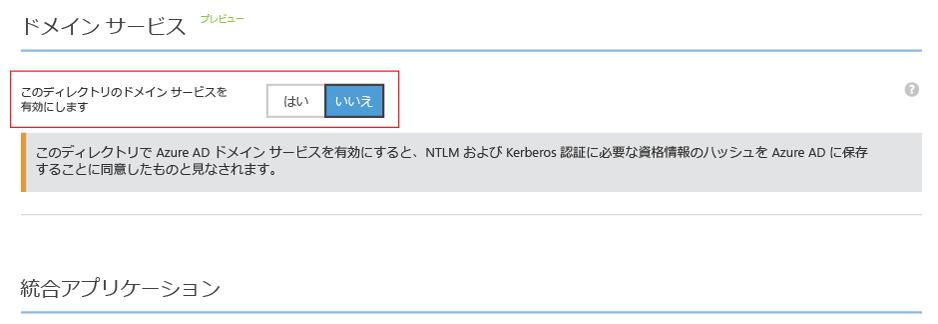 ドメイン サービス プレビュー
このディレクトリのドメイン サービスを
有効にします
はい いいえ
?
このディレクトリで Azure AD ドメイン サービスを有効にすると、NTLM および Kerberos 認証に必要な資格情報のハッシュを Azure AD に保存
することに同意したものと見なされます。
統合アプリケーション